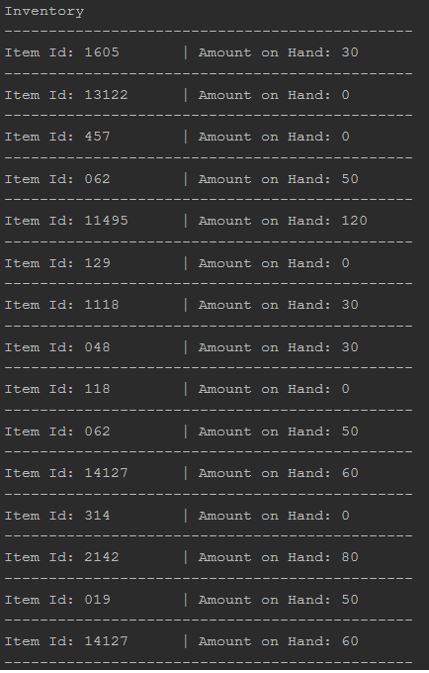 Inventory
----------------------------------------------
Item Id: 1605       | Amount on Hand: 30
----------------------------------------------
Item Id: 13122      | Amount on Hand: 0
----------------------------------------------
Item Id: 457        | Amount on Hand: 0
----------------------------------------------
Item Id: 062        | Amount on Hand: 50
----------------------------------------------
Item Id: 11495      | Amount on Hand: 120
----------------------------------------------
Item Id: 129        | Amount on Hand: 0
----------------------------------------------
Item Id: 1118       | Amount on Hand: 30
----------------------------------------------
Item Id: 048        | Amount on Hand: 30
----------------------------------------------
Item Id: 118        | Amount on Hand: 0
----------------------------------------------
Item Id: 062        | Amount on Hand: 50
----------------------------------------------
Item Id: 14127      | Amount on Hand: 60
----------------------------------------------
Item Id: 314        | Amount on Hand: 0
----------------------------------------------
Item Id: 2142       | Amount on Hand: 80
----------------------------------------------
Item Id: 019        | Amount on Hand: 50
----------------------------------------------
Item Id: 14127      | Amount on Hand: 60
----------------------------------------------